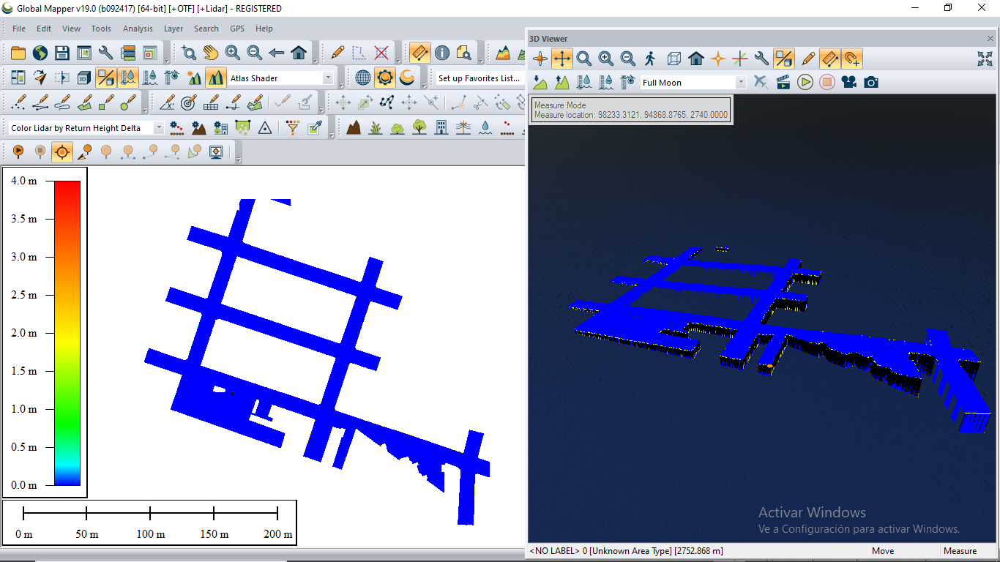 Global Mapper v19.0 (b092417) [64-bit] [+OTF] [+Lidar] - REGISTERED
File Edit View Tools Analysis Layer Search GPS Help
Atlas Shader
Set up Favorites List...
Color Lidar by Return Height Delta
4.0 m
3.5 m
3.0 m
2.5 m
2.0 m
1.5 m
1.0 m
0.5 m
0.0 m
0 m 50 m 100 m 150 m 200 m
3D Viewer
Full Moon
Measure Mode
Measure location: 98233.3121, 94868.8765, 2740.0000
Activar Windows
Ve a Configuración para activar Windows.
<NO LABEL> 0 [Unknown Area Type] [2752.868 m]
Move
Measure